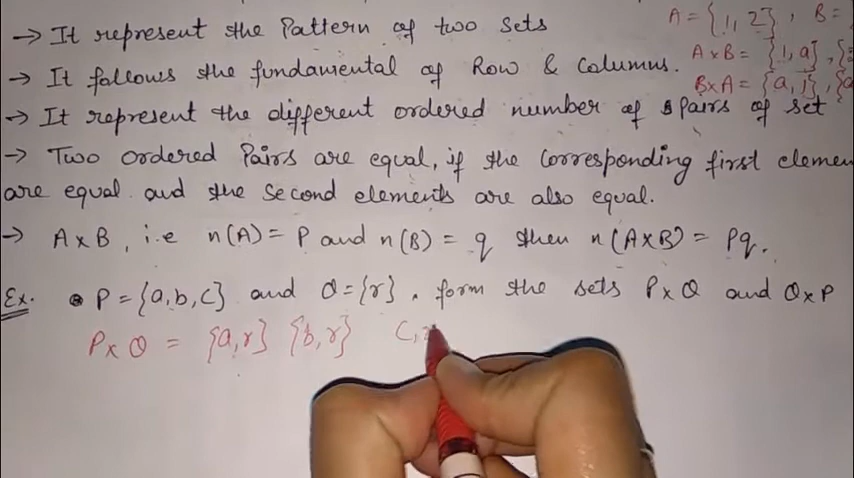 → It represent the Pattern of two Sets
A = {1, 2}, B =
→ It follows the fundamental of Row & Columns.
A×B = {1, a}, {
B×A = {a, 1}, {a
→ It represent the different ordered number of Pairs of set
→ Two ordered Pairs are equal, if the Corresponding first elemen
are equal and the Second elements are also equal.
→ A×B, i.e n(A) = P and n(B) = q then n(A×B) = Pq.
Ex. P = {a,b,c} and Q = {r}. form the sets P×Q and Q×P
P×Q = {a,r} {b,r} c,